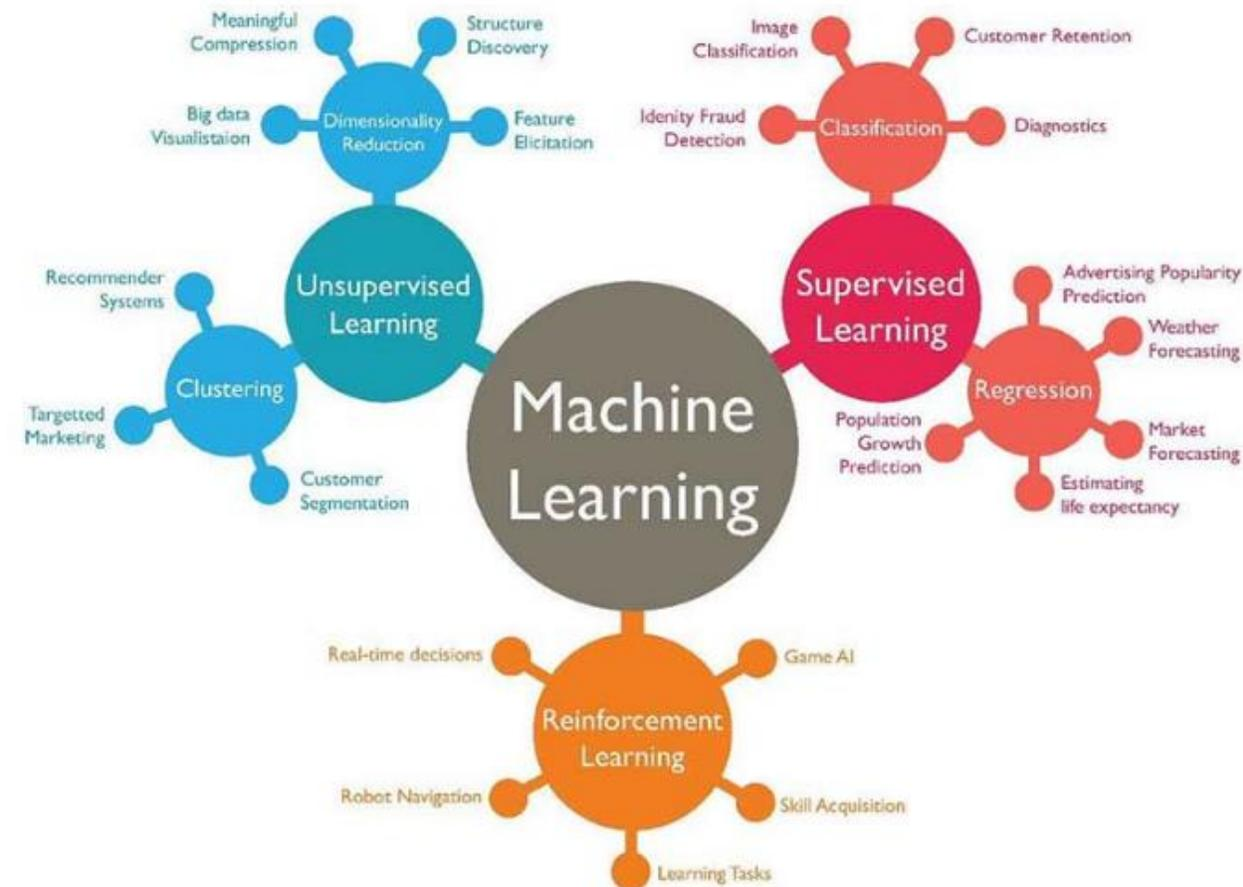 Meaningful
Compression
Structure
Discovery
Big data
Visualistaion
Dimensionality
Reduction
Feature
Elicitation
Image
Classification
Customer Retention
Idenity Fraud
Detection
Classification
Diagnostics
Recommender
Systems
Unsupervised
Learning
Clustering
Targetted
Marketing
Customer
Segmentation
Machine
Learning
Supervised
Learning
Advertising Popularity
Prediction
Weather
Forecasting
Regression
Population
Growth
Prediction
Market
Forecasting
Estimating
life expectancy
Real-time decisions
Game AI
Reinforcement
Learning
Robot Navigation
Skill Acquisition
Learning Tasks